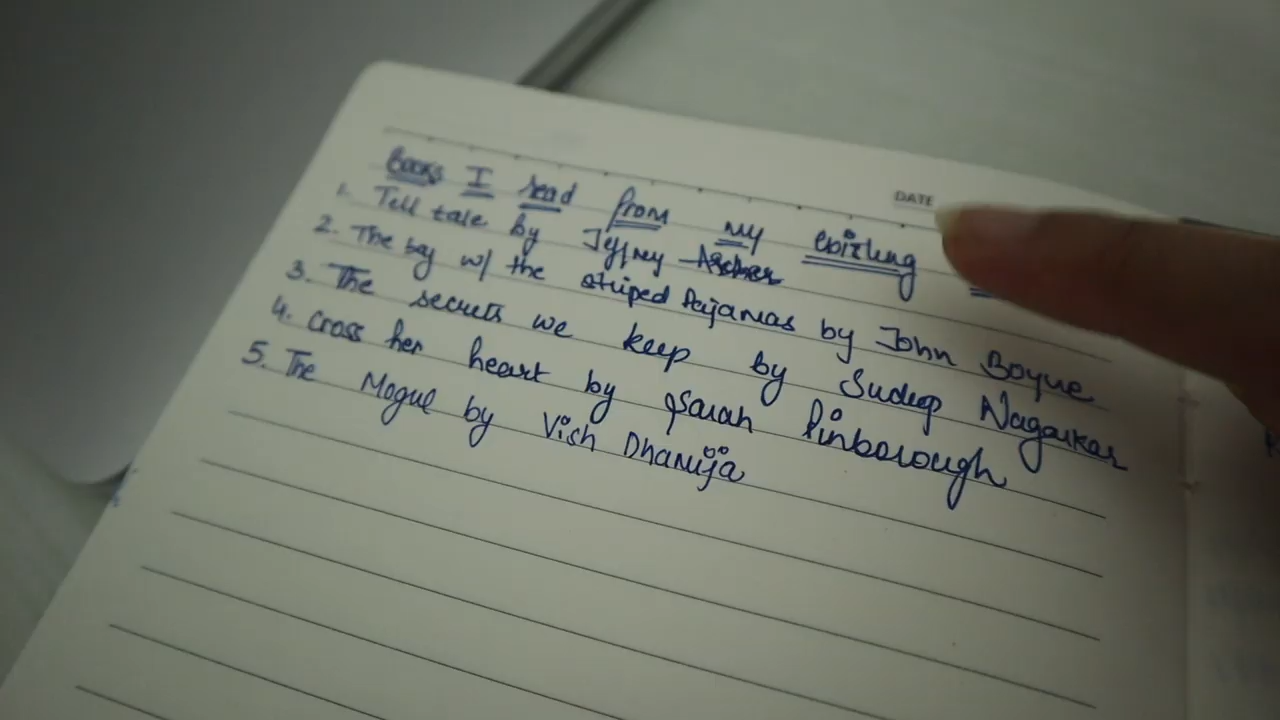 DATE
Books I read from my existing
1. Tell tale by Jeffrey Archer
2. The boy w/ the striped Pajamas by John Boyne
3. The secrets we keep by Sudeep Nagarkar
4. Cross her heart by Sarah Pinborough
5. The Mogul by Vish Dhamija